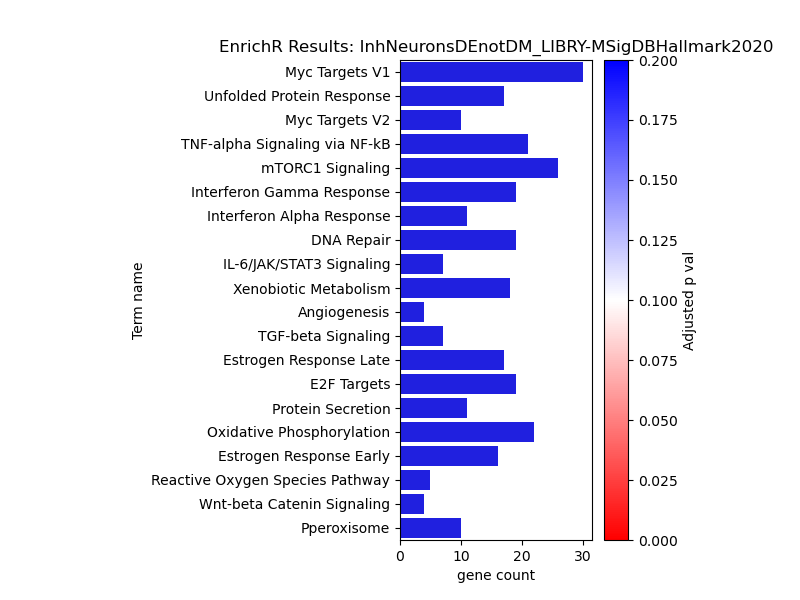 EnrichR Results: InhNeuronsDEnotDM_LIBRY-MSigDBHallmark2020
Myc Targets V1
Unfolded Protein Response
Myc Targets V2
TNF-alpha Signaling via NF-kB
mTORC1 Signaling
Interferon Gamma Response
Interferon Alpha Response
DNA Repair
IL-6/JAK/STAT3 Signaling
Xenobiotic Metabolism
Angiogenesis
TGF-beta Signaling
Estrogen Response Late
E2F Targets
Protein Secretion
Oxidative Phosphorylation
Estrogen Response Early
Reactive Oxygen Species Pathway
Wnt-beta Catenin Signaling
Pperoxisome
Term name
0 10 20 30
gene count
0.200
0.175
0.150
0.125
0.100
0.075
0.050
0.025
0.000
Adjusted p val